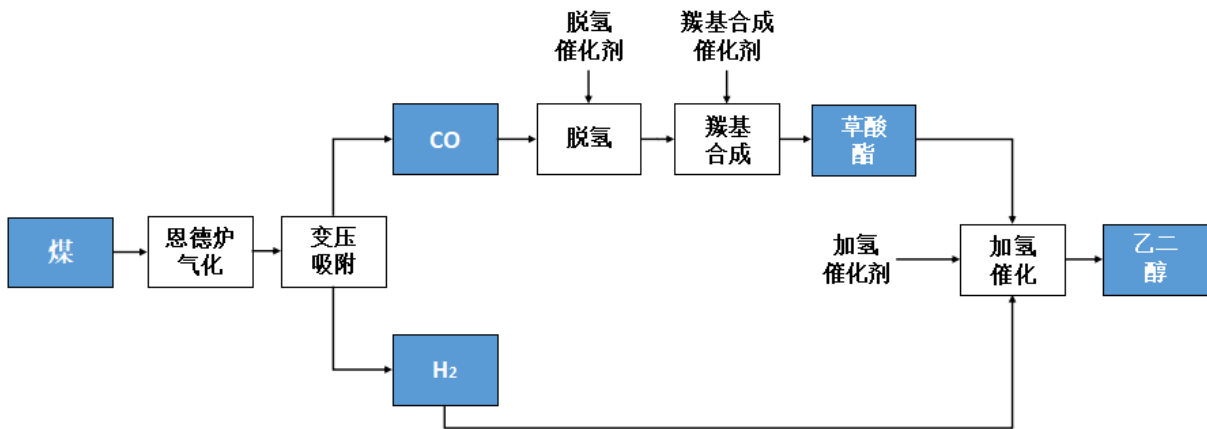 脱氢
催化剂
羰基合成
催化剂
CO
脱氢
羰基
合成
草酸
酯
煤
恩德炉
气化
变压
吸附
加氢
催化剂
加氢
催化
乙二
醇
H₂